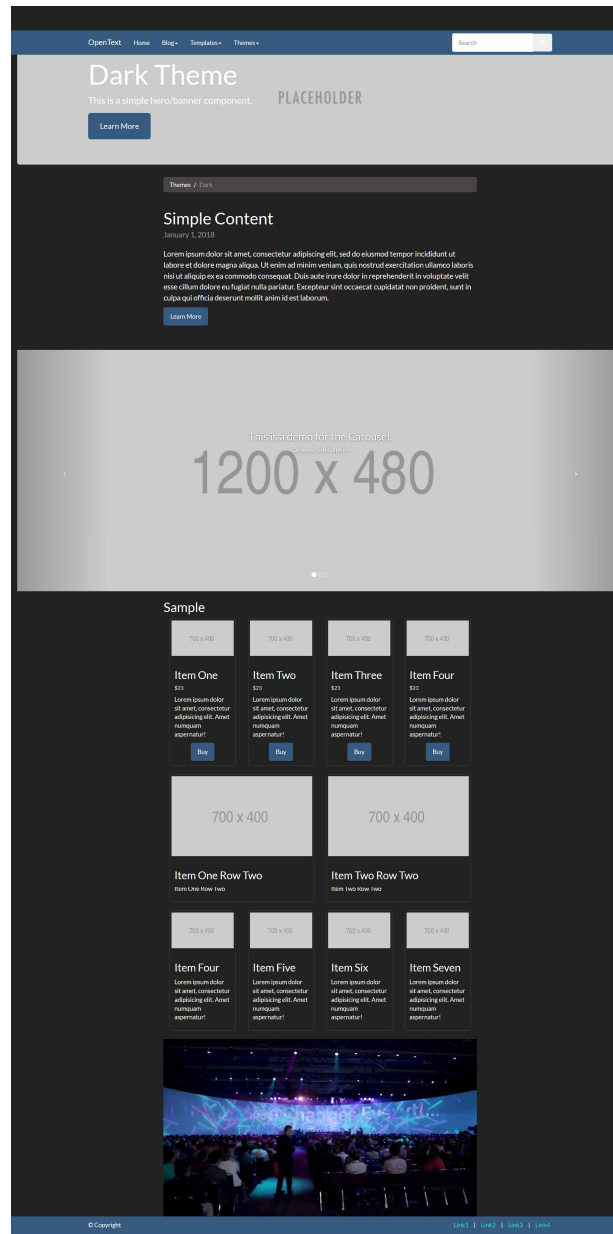 OpenText Home Blog Templates Themes Search
Dark Theme
This is a simple hero/banner component.
PLACEHOLDER
Learn More
Themes / Dark
Simple Content
January 1, 2018
Lorem ipsum dolor sit amet, consectetur adipiscing elit, sed do eiusmod tempor incididunt ut
labore et dolore magna aliqua. Ut enim ad minim veniam, quis nostrud exercitation ullamco laboris
nisi ut aliquip ex ea commodo consequat. Duis aute irure dolor in reprehenderit in voluptate velit
esse cillum dolore eu fugiat nulla pariatur. Excepteur sint occaecat cupidatat non proident, sunt in
culpa qui officia deserunt mollit anim id est laborum.
Learn More
This is a demo for the Carousel.
1200 x 480
Sample
700 x 400
Item One
$23
Lorem ipsum dolor
sit amet, consectetur
adipisicing elit. Amet
numquam
aspernatur!
Buy
700 x 400
Item Two
$23
Lorem ipsum dolor
sit amet, consectetur
adipisicing elit. Amet
numquam
aspernatur!
Buy
700 x 400
Item Three
$23
Lorem ipsum dolor
sit amet, consectetur
adipisicing elit. Amet
numquam
aspernatur!
Buy
700 x 400
Item Four
$23
Lorem ipsum dolor
sit amet, consectetur
adipisicing elit. Amet
numquam
aspernatur!
Buy
700 x 400
Item One Row Two
Item One Row Two
700 x 400
Item Two Row Two
Item Two Row Two
700 x 400
Item Four
Lorem ipsum dolor
sit amet, consectetur
adipisicing elit. Amet
numquam
aspernatur!
700 x 400
Item Five
Lorem ipsum dolor
sit amet, consectetur
adipisicing elit. Amet
numquam
aspernatur!
700 x 400
Item Six
Lorem ipsum dolor
sit amet, consectetur
adipisicing elit. Amet
numquam
aspernatur!
700 x 400
Item Seven
Lorem ipsum dolor
sit amet, consectetur
adipisicing elit. Amet
numquam
aspernatur!
© Copyright Link1 | Link2 | Link3 | Link4